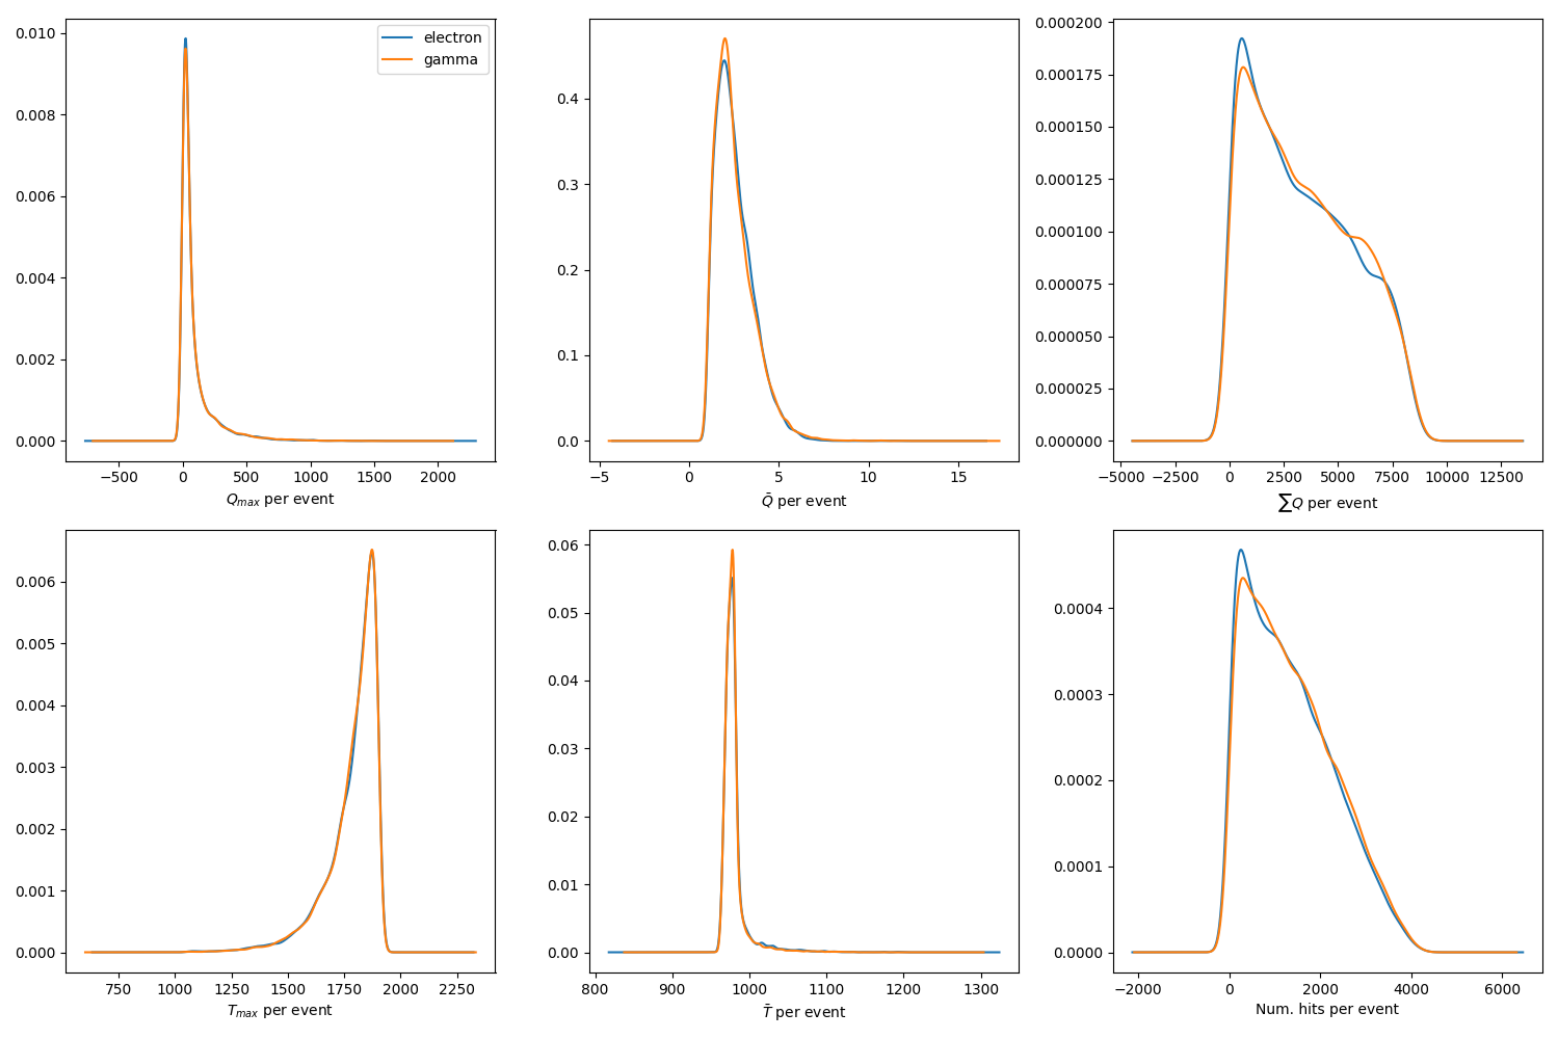 0.010
0.008
0.006
0.004
0.002
0.000
electron
gamma
−500 0 500 1000 1500 2000
Qmax per event
0.4
0.3
0.2
0.1
0.0
−5 0 5 10 15
Q̄ per event
0.000200
0.000175
0.000150
0.000125
0.000100
0.000075
0.000050
0.000025
0.000000
−5000 −2500 0 2500 5000 7500 10000 12500
∑Q per event
0.006
0.005
0.004
0.003
0.002
0.001
0.000
750 1000 1250 1500 1750 2000 2250
Tmax per event
0.06
0.05
0.04
0.03
0.02
0.01
0.00
800 900 1000 1100 1200 1300
T̄ per event
0.0004
0.0003
0.0002
0.0001
0.0000
−2000 0 2000 4000 6000
Num. hits per event